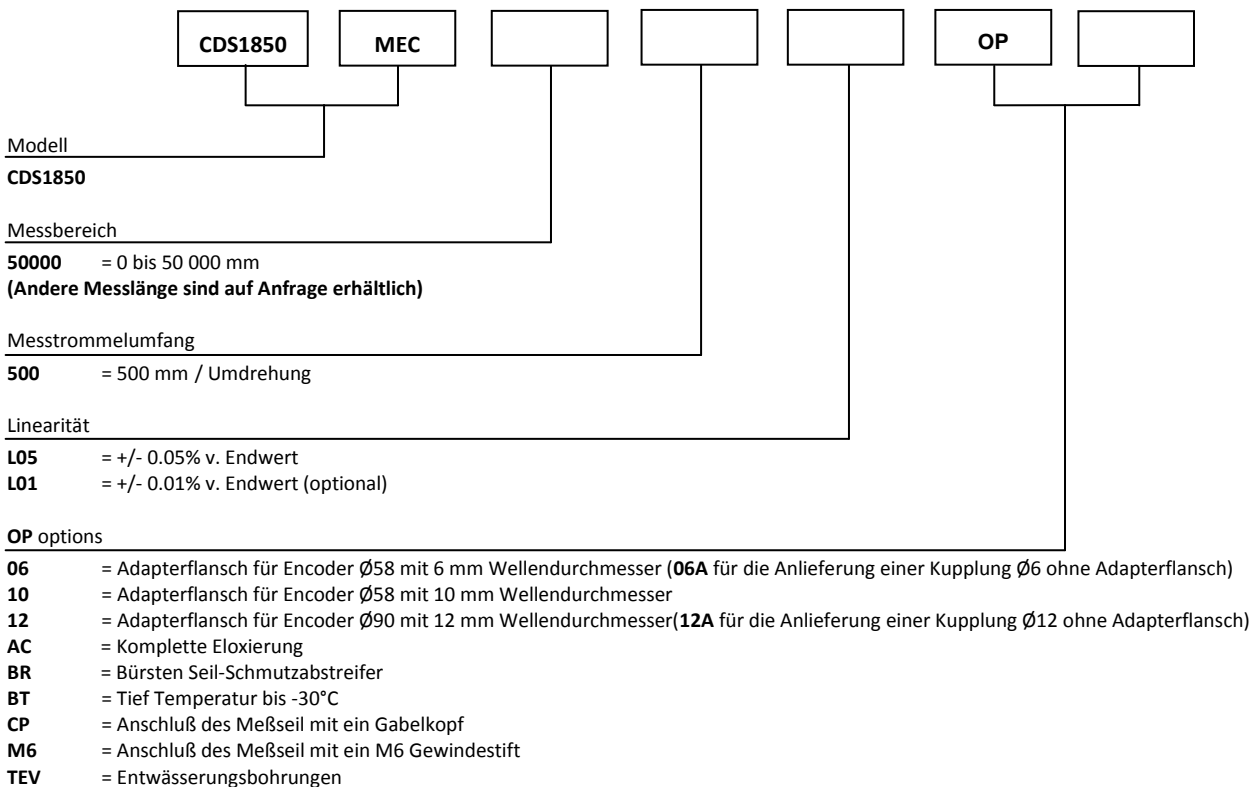 CDS1850 MEC OP
Modell
CDS1850
Messbereich
50000 = 0 bis 50 000 mm
(Andere Messlänge sind auf Anfrage erhältlich)
Messtrommelumfang
500 = 500 mm / Umdrehung
Linearität
L05 = +/- 0.05% v. Endwert
L01 = +/- 0.01% v. Endwert (optional)
OP options
06 = Adapterflansch für Encoder Ø58 mit 6 mm Wellendurchmesser (06A für die Anlieferung einer Kupplung Ø6 ohne Adapterflansch)
10 = Adapterflansch für Encoder Ø58 mit 10 mm Wellendurchmesser
12 = Adapterflansch für Encoder Ø90 mit 12 mm Wellendurchmesser(12A für die Anlieferung einer Kupplung Ø12 ohne Adapterflansch)
AC = Komplette Eloxierung
BR = Bürsten Seil-Schmutzabstreifer
BT = Tief Temperatur bis -30°C
CP = Anschluß des Meßseil mit ein Gabelkopf
M6 = Anschluß des Meßseil mit ein M6 Gewindestift
TEV = Entwässerungsbohrungen